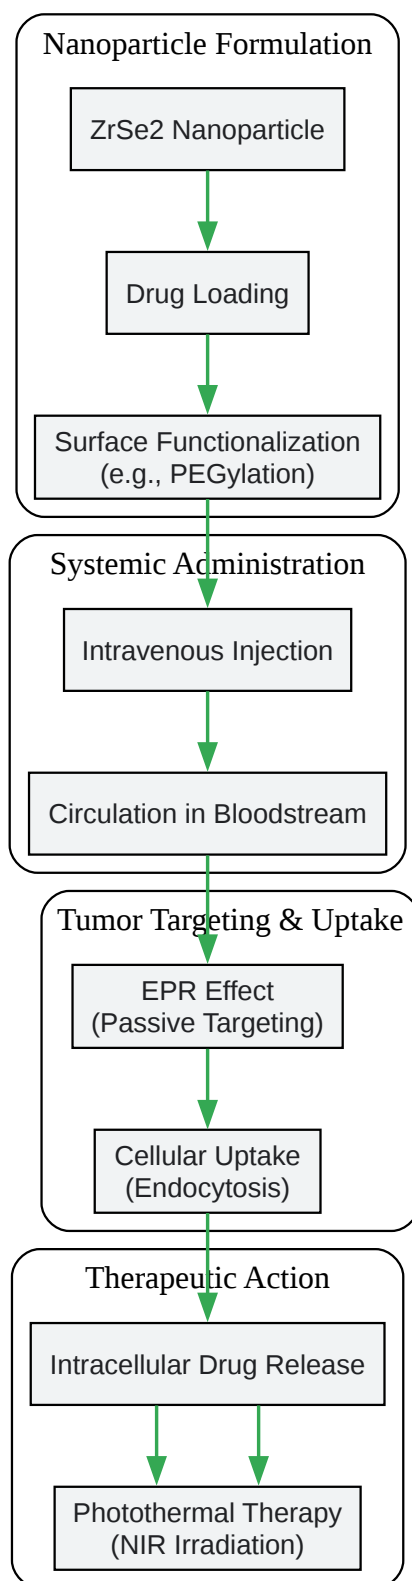 Nanoparticle Formulation
ZrSe2 Nanoparticle
Drug Loading
Surface Functionalization
(e.g., PEGylation)
Systemic Administration
Intravenous Injection
Circulation in Bloodstream
Tumor Targeting & Uptake
EPR Effect
(Passive Targeting)
Cellular Uptake
(Endocytosis)
Therapeutic Action
Intracellular Drug Release
Photothermal Therapy
(NIR Irradiation)